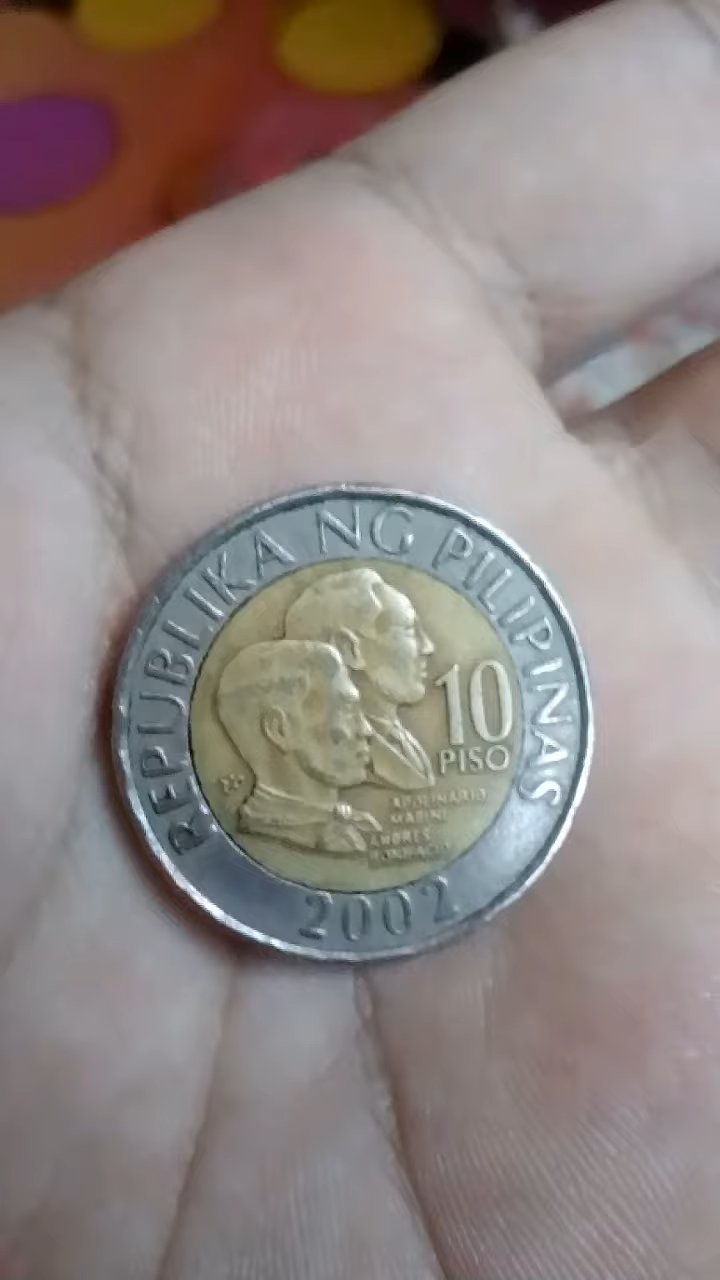 REPUBLIKA NG PILIPINAS
10
PISO
APOLINARIO
MABINI
ANDRES
BONIFACIO
2002